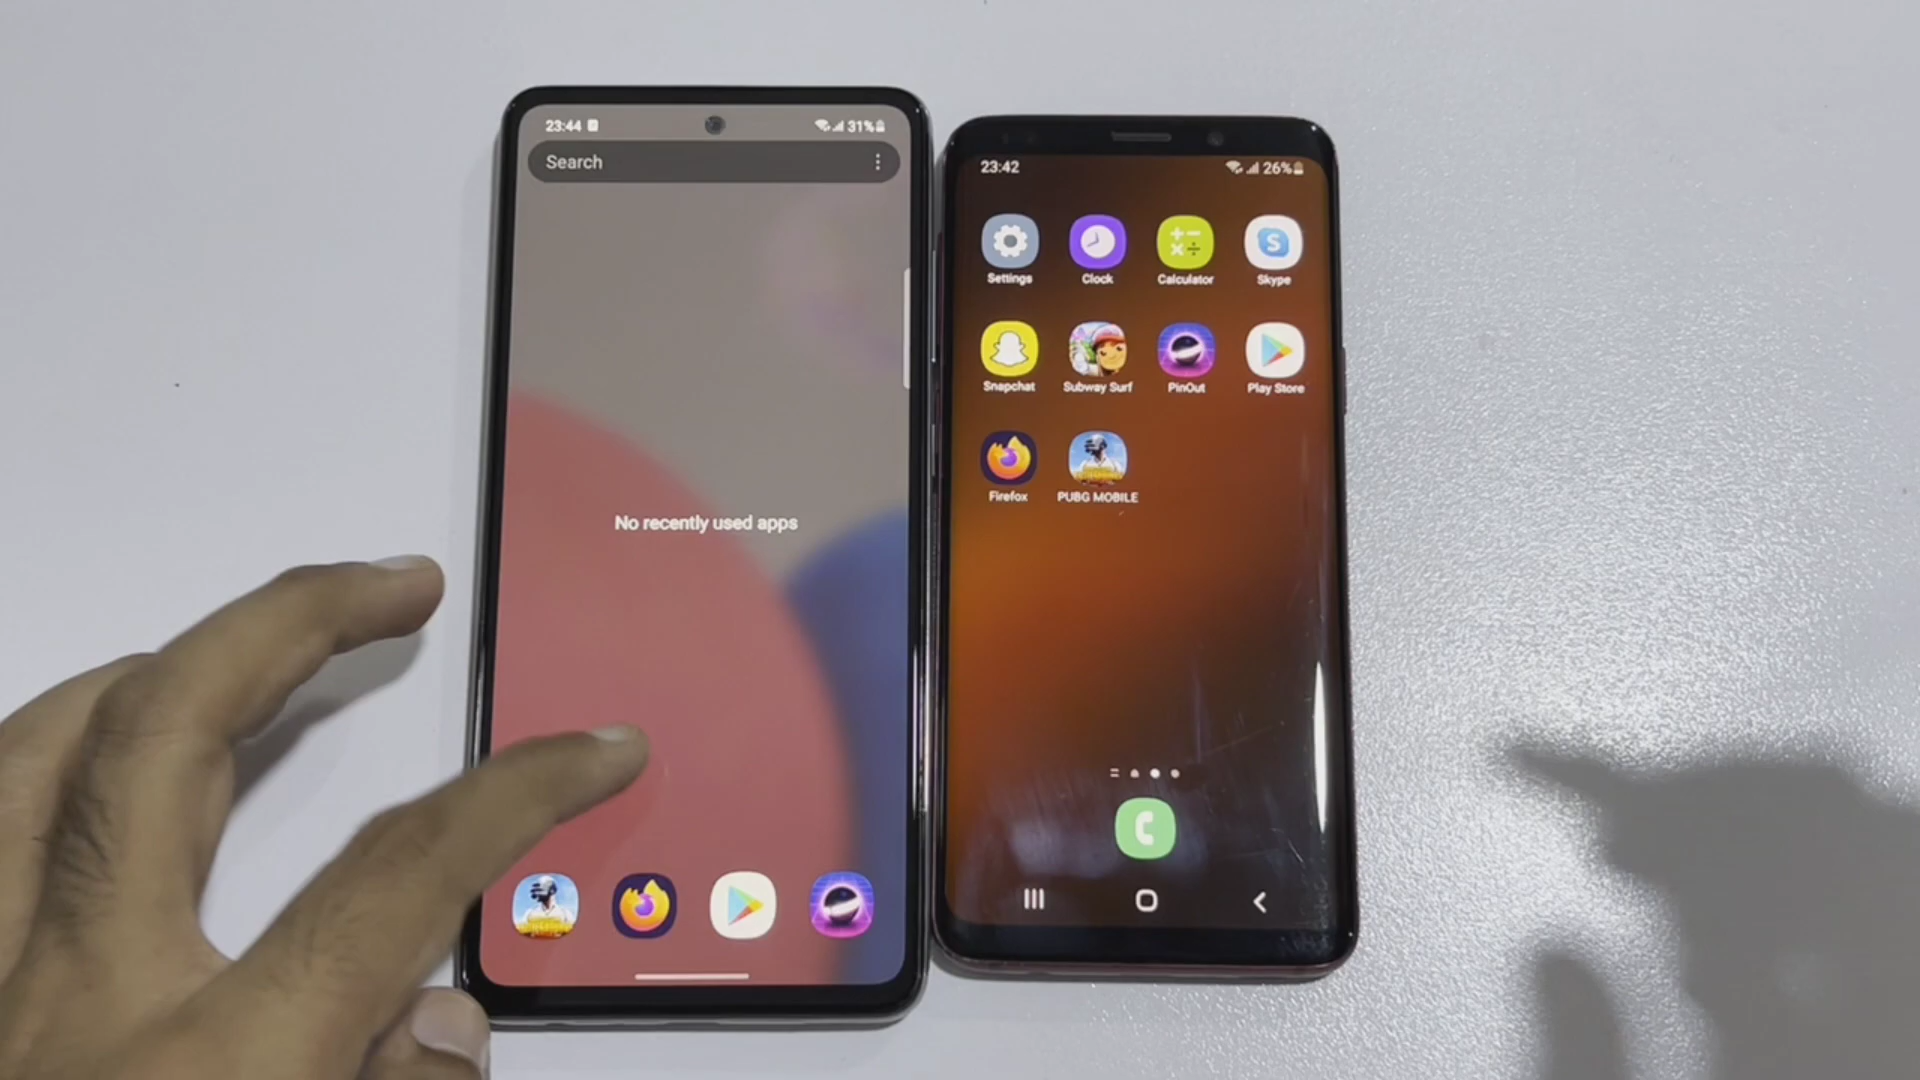 23:44
31%
Search
No recently used apps
23:42
26%
Settings
Clock
Calculator
Skype
Snapchat
Subway Surf
PinOut
Play Store
Firefox
PUBG MOBILE